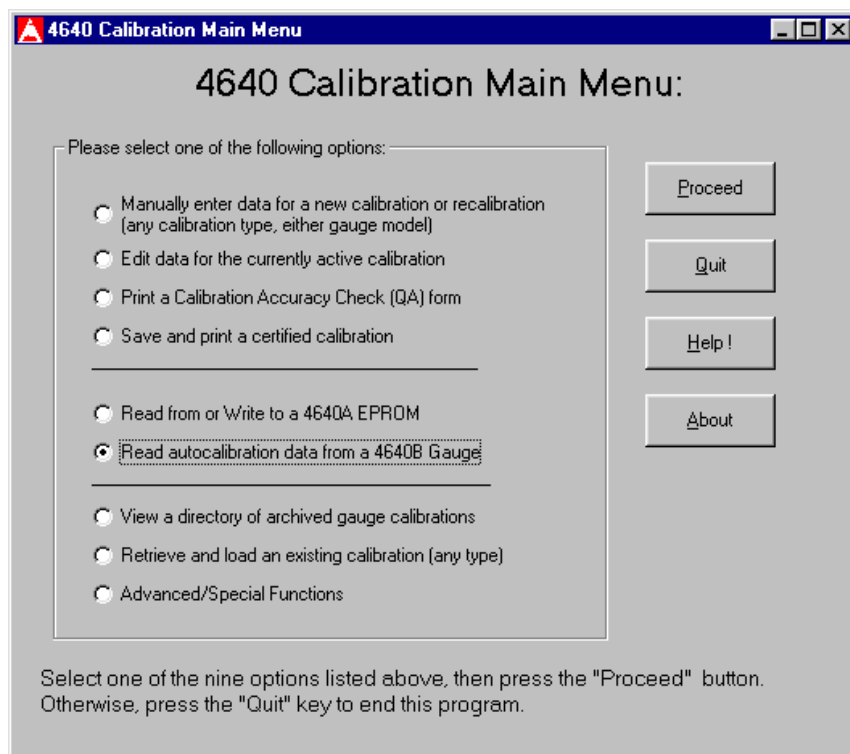 4640 Calibration Main Menu
4640 Calibration Main Menu:
Please select one of the following options:
Manually enter data for a new calibration or recalibration
(any calibration type, either gauge model)
Edit data for the currently active calibration
Print a Calibration Accuracy Check (QA) form
Save and print a certified calibration
Read from or Write to a 4640A EPROM
Read autocalibration data from a 4640B Gauge
View a directory of archived gauge calibrations
Retrieve and load an existing calibration (any type)
Advanced/Special Functions
Proceed
Quit
Help !
About
Select one of the nine options listed above, then press the "Proceed" button.
Otherwise, press the "Quit" key to end this program.